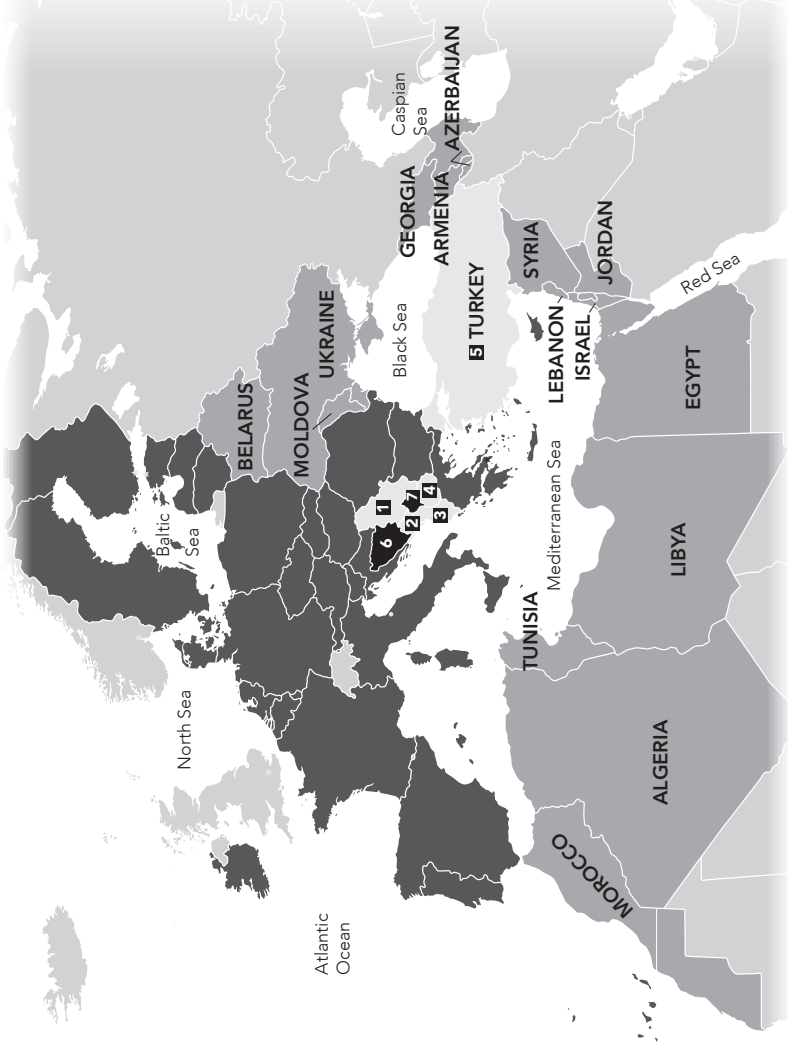 North Sea
Baltic
Sea
Atlantic
Ocean
BELARUS
MOLDOVA
UKRAINE
Black Sea
GEORGIA
ARMENIA
AZERBAIJAN
Caspian
Sea
6
1
2
7
3
4
5 TURKEY
SYRIA
LEBANON
ISRAEL
JORDAN
Mediterranean Sea
Red Sea
MOROCCO
ALGERIA
TUNISIA
LIBYA
EGYPT